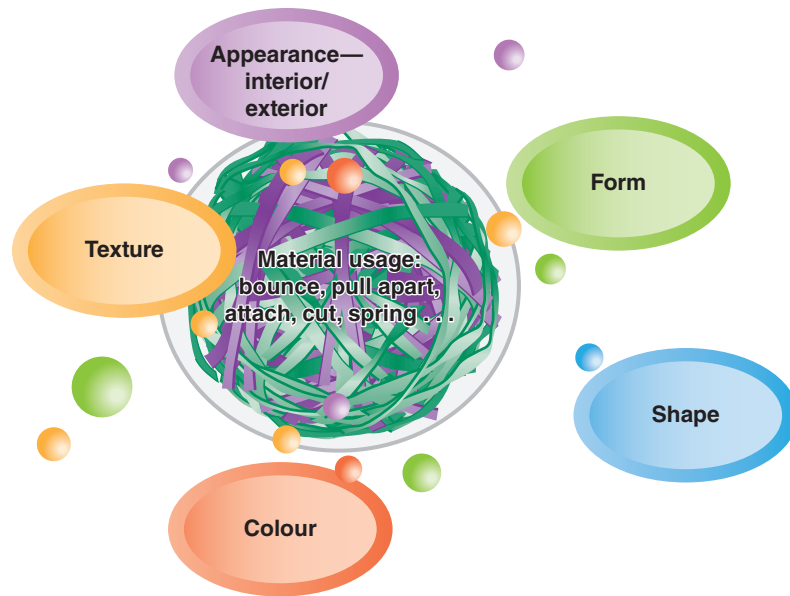 Appearance—
interior/
exterior
Form
Texture
Material usage:
bounce, pull apart,
attach, cut, spring . . .
Shape
Colour